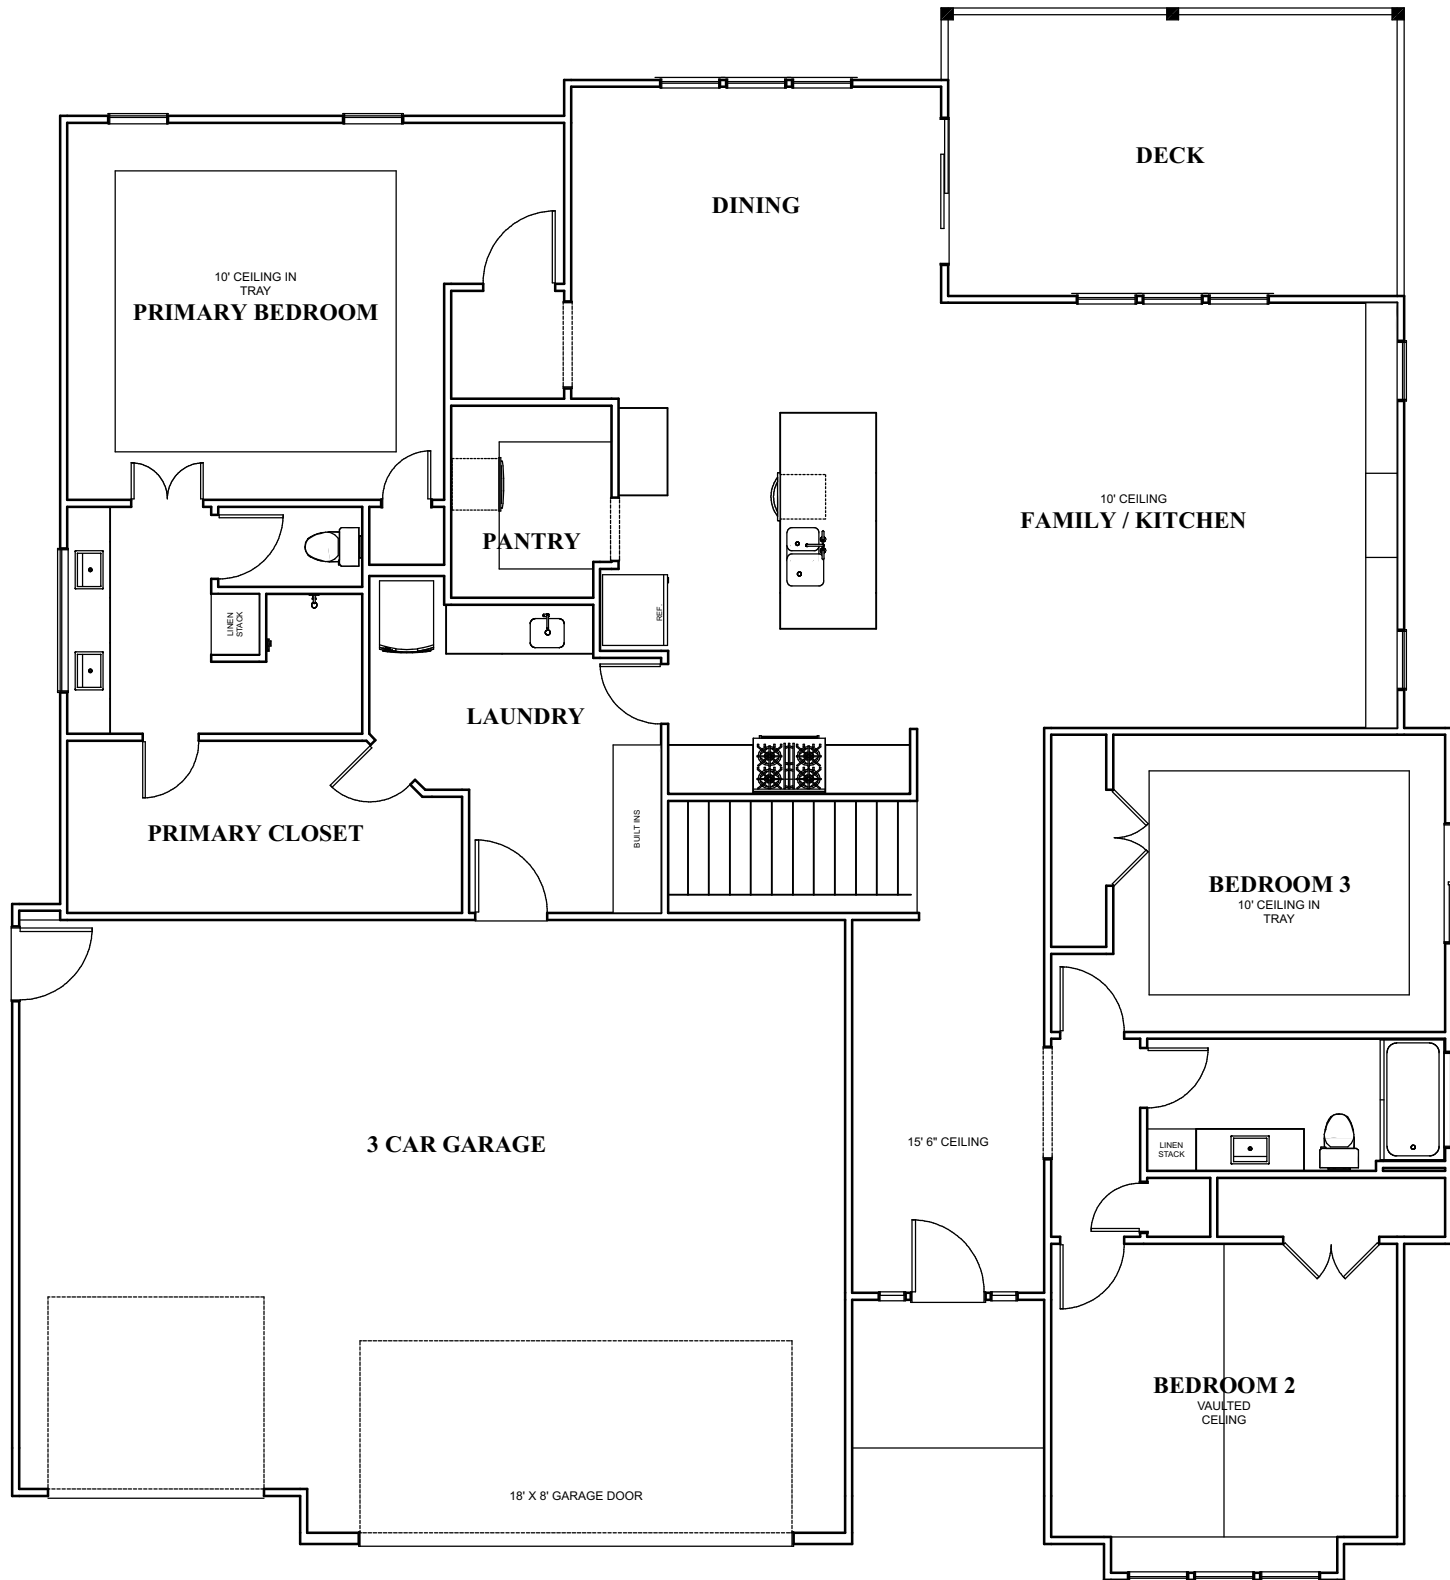 DECK
DINING
10' CEILING IN
TRAY
PRIMARY BEDROOM
10' CEILING
FAMILY / KITCHEN
PANTRY
REF.
LINEN
STACK
LAUNDRY
BUILT INS
PRIMARY CLOSET
BEDROOM 3
10' CEILING IN
TRAY
3 CAR GARAGE
15' 6" CEILING
LINEN
STACK
BEDROOM 2
VAULTED
CELING
18' X 8' GARAGE DOOR